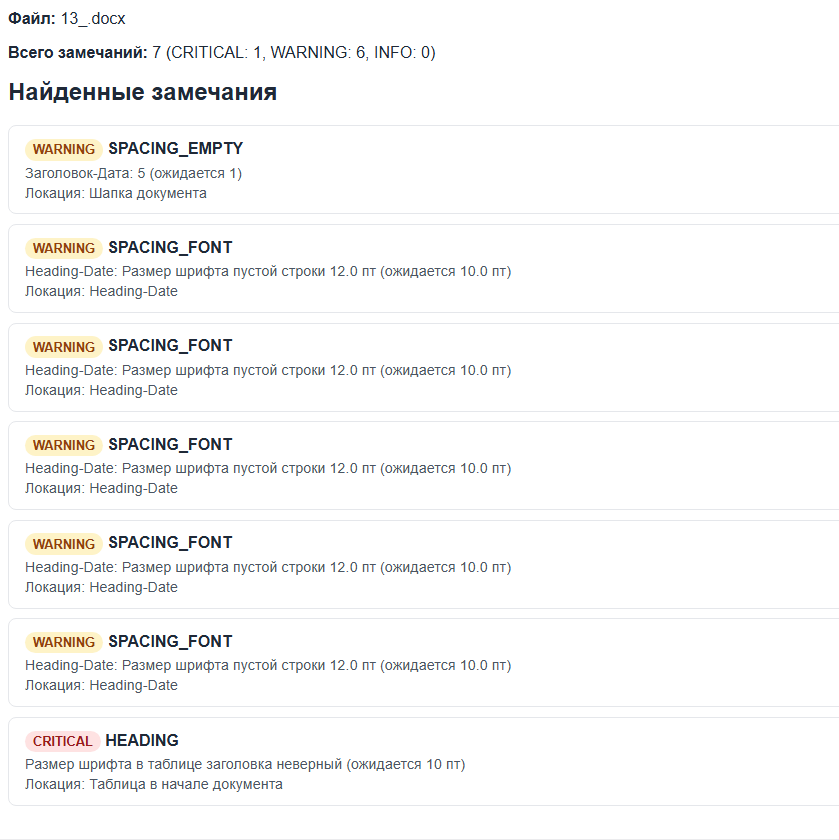 Файл: 13_.docx
Всего замечаний: 7 (CRITICAL: 1, WARNING: 6, INFO: 0)
Найденные замечания
WARNING SPACING_EMPTY
Заголовок-Дата: 5 (ожидается 1)
Локация: Шапка документа
WARNING SPACING_FONT
Heading-Date: Размер шрифта пустой строки 12.0 пт (ожидается 10.0 пт)
Локация: Heading-Date
WARNING SPACING_FONT
Heading-Date: Размер шрифта пустой строки 12.0 пт (ожидается 10.0 пт)
Локация: Heading-Date
WARNING SPACING_FONT
Heading-Date: Размер шрифта пустой строки 12.0 пт (ожидается 10.0 пт)
Локация: Heading-Date
WARNING SPACING_FONT
Heading-Date: Размер шрифта пустой строки 12.0 пт (ожидается 10.0 пт)
Локация: Heading-Date
WARNING SPACING_FONT
Heading-Date: Размер шрифта пустой строки 12.0 пт (ожидается 10.0 пт)
Локация: Heading-Date
CRITICAL HEADING
Размер шрифта в таблице заголовка неверный (ожидается 10 пт)
Локация: Таблица в начале документа